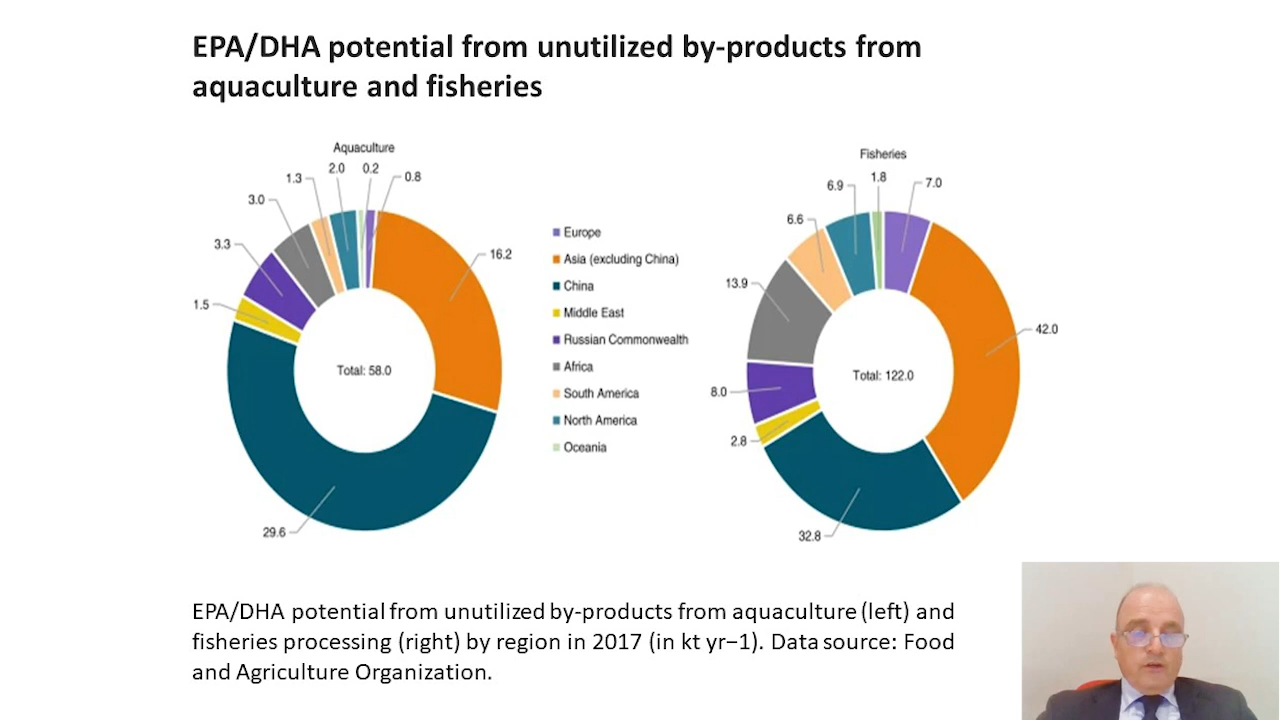 EPA/DHA potential from unutilized by-products from
aquaculture and fisheries
Aquaculture
2.0
0.2
0.8
1.3
3.0
3.3
1.5
16.2
Total: 58.0
29.6
Europe
Asia (excluding China)
China
Middle East
Russian Commonwealth
Africa
South America
North America
Oceania
Fisheries
1.8
7.0
6.9
6.6
13.9
42.0
Total: 122.0
8.0
2.8
32.8
EPA/DHA potential from unutilized by-products from aquaculture (left) and
fisheries processing (right) by region in 2017 (in kt yr−1). Data source: Food
and Agriculture Organization.